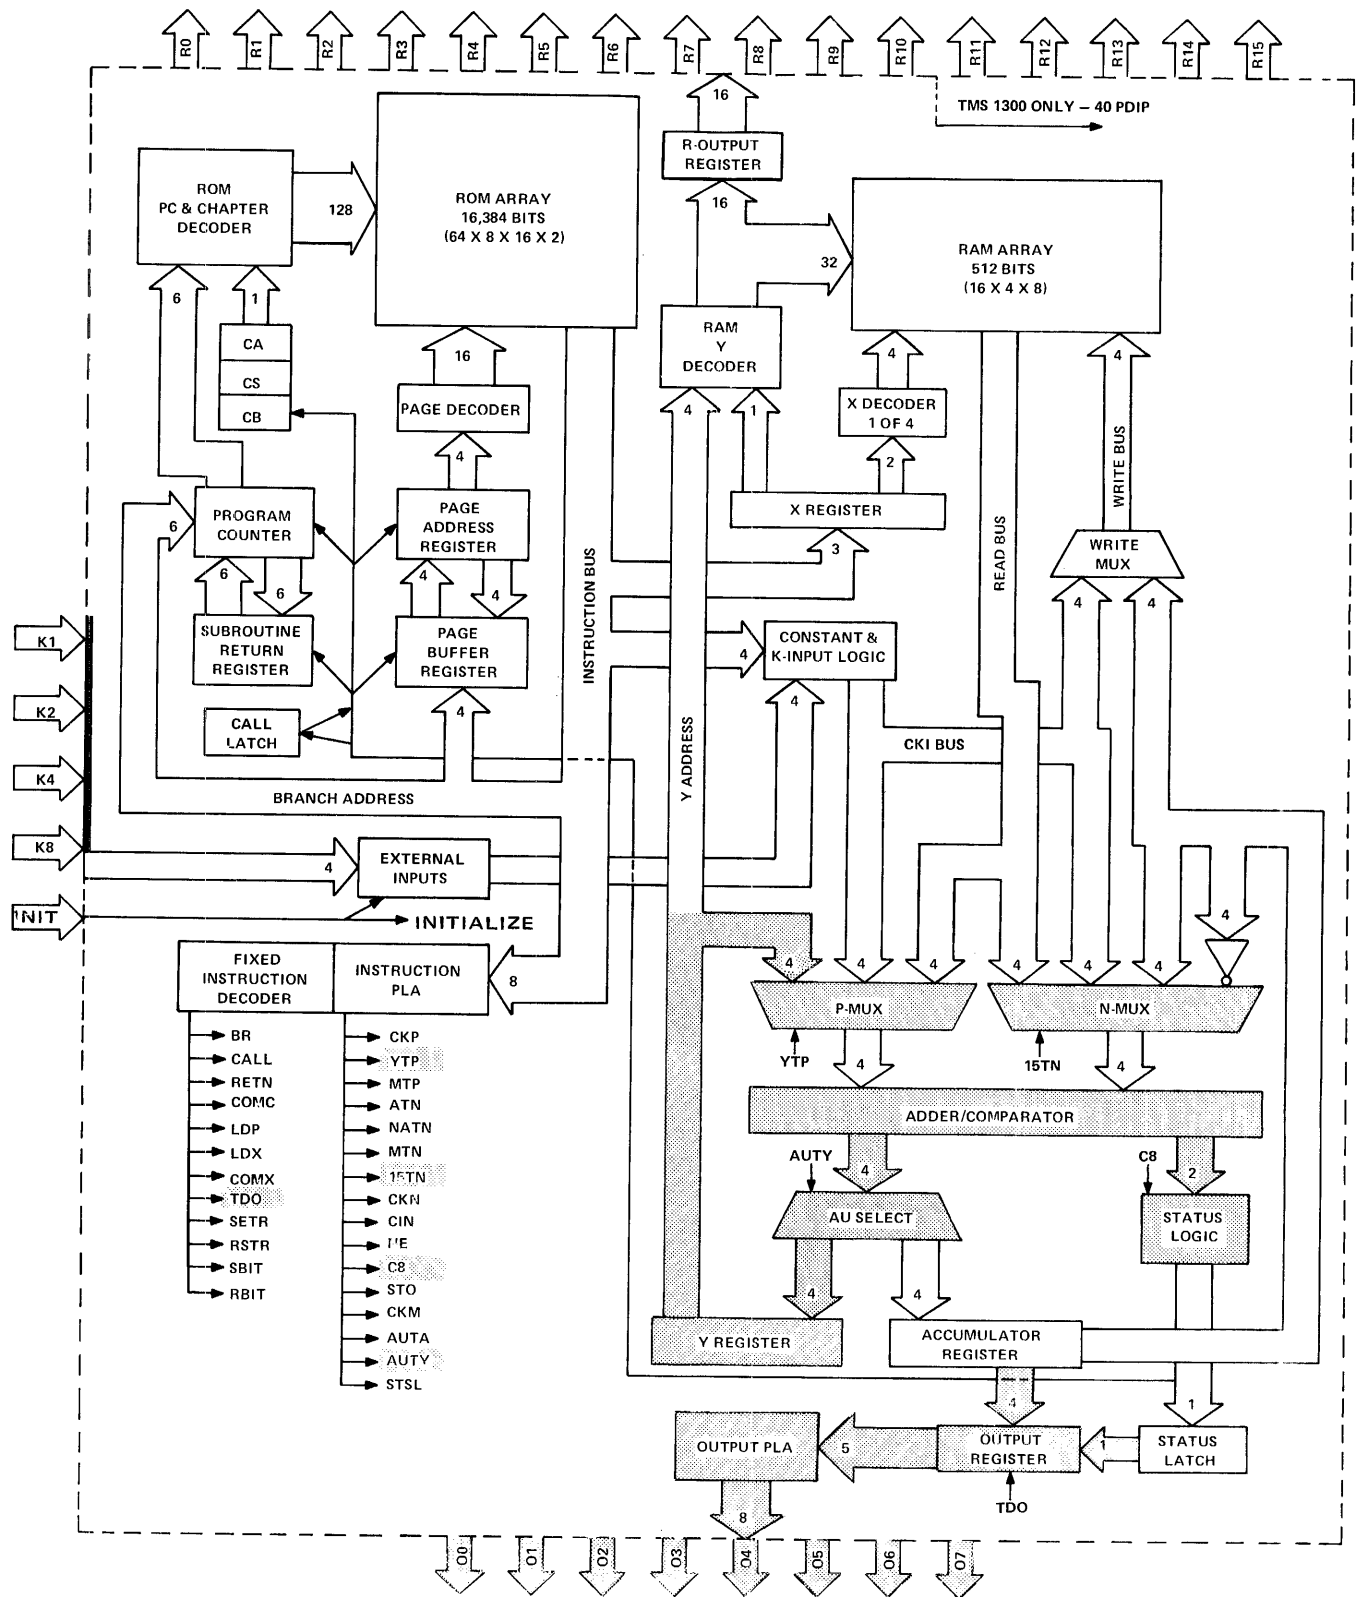 R0 R1 R2 R3 R4 R5 R6 R7 R8 R9 R10 R11 R12 R13 R14 R15
TMS 1300 ONLY – 40 PDIP
16
R-OUTPUT
REGISTER
16
ROM
PC & CHAPTER
DECODER
128
ROM ARRAY
16,384 BITS
(64 X 8 X 16 X 2)
32
RAM ARRAY
512 BITS
(16 X 4 X 8)
6
1
CA
CS
CB
16
PAGE DECODER
4
RAM
Y
DECODER
4
1
4
X DECODER
1 OF 4
2
X REGISTER
3
4
WRITE BUS
WRITE
MUX
4
4
READ BUS
6
PROGRAM
COUNTER
PAGE
ADDRESS
REGISTER
6
6
4
4
SUBROUTINE
RETURN
REGISTER
PAGE
BUFFER
REGISTER
4
CALL
LATCH
INSTRUCTION BUS
BRANCH ADDRESS
Y ADDRESS
4
CONSTANT &
K-INPUT LOGIC
4
CKI BUS
K1
K2
K4
K8
INIT
4
EXTERNAL
INPUTS
INITIALIZE
FIXED
INSTRUCTION
DECODER
INSTRUCTION
PLA
8
BR
CALL
RETN
COMC
LDP
LDX
COMX
TDO
SETR
RSTR
SBIT
RBIT
CKP
YTP
MTP
ATN
NATN
MTN
15TN
CKN
CIN
NE
C8
STO
CKM
AUTA
AUTY
STSL
4
4
4
4
4
4
4
P-MUX
N-MUX
YTP
4
15TN
4
ADDER/COMPARATOR
AUTY
4
C8
2
AU SELECT
STATUS
LOGIC
4
4
Y REGISTER
ACCUMULATOR
REGISTER
4
1
OUTPUT PLA
5
OUTPUT
REGISTER
1
STATUS
LATCH
TDO
8
O0 O1 O2 O3 O4 O5 O6 O7